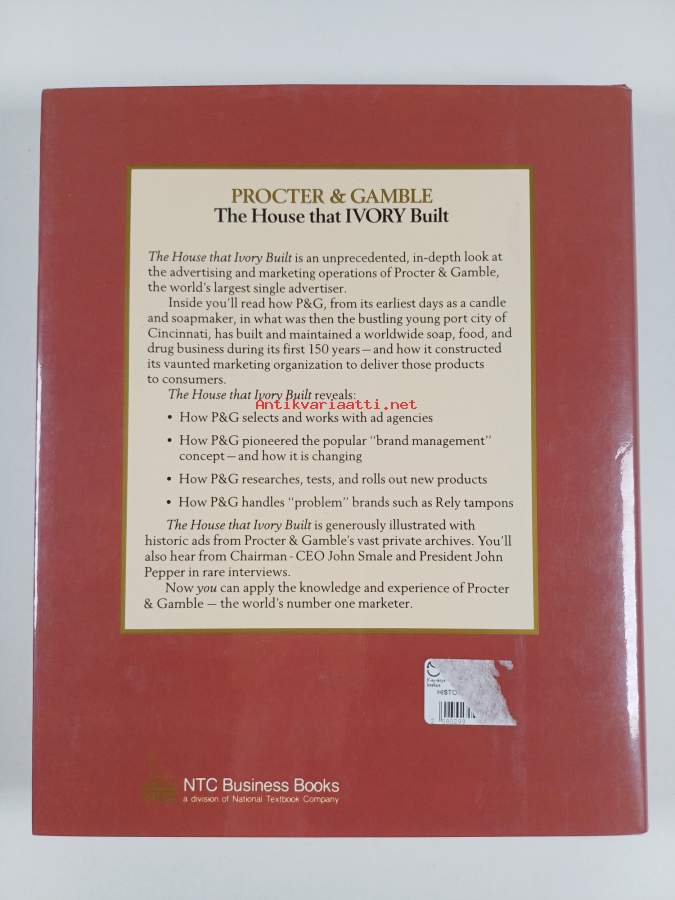 PROCTER & GAMBLE
The House that IVORY Built
The House that Ivory Built is an unprecedented, in-depth look at
the advertising and marketing operations of Procter & Gamble,
the world's largest single advertiser.
Inside you'll read how P&G, from its earliest days as a candle
and soapmaker, in what was then the bustling young port city of
Cincinnati, has built and maintained a worldwide soap, food, and
drug business during its first 150 years—and how it constructed
its vaunted marketing organization to deliver those products
to consumers.
The House that Ivory Built reveals:
Antikvariaatti.net
• How P&G selects and works with ad agencies
• How P&G pioneered the popular "brand management"
concept—and how it is changing
• How P&G researches, tests, and rolls out new products
• How P&G handles "problem" brands such as Rely tampons
The House that Ivory Built is generously illustrated with
historic ads from Procter & Gamble's vast private archives. You'll
also hear from Chairman-CEO John Smale and President John
Pepper in rare interviews.
Now you can apply the knowledge and experience of Procter
& Gamble — the world's number one marketer.
HISTO
NTC Business Books
a division of National Textbook Company